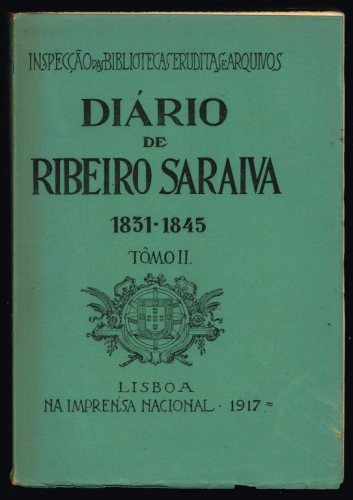 INSPECÇÃO DAS BIBLIOTECAS ERUDITAS E ARQUIVOS
DIÁRIO
DE
RIBEIRO SARAIVA
1831-1845
TÔMO II.
LISBOA
NA IMPRENSA NACIONAL · 1917 =